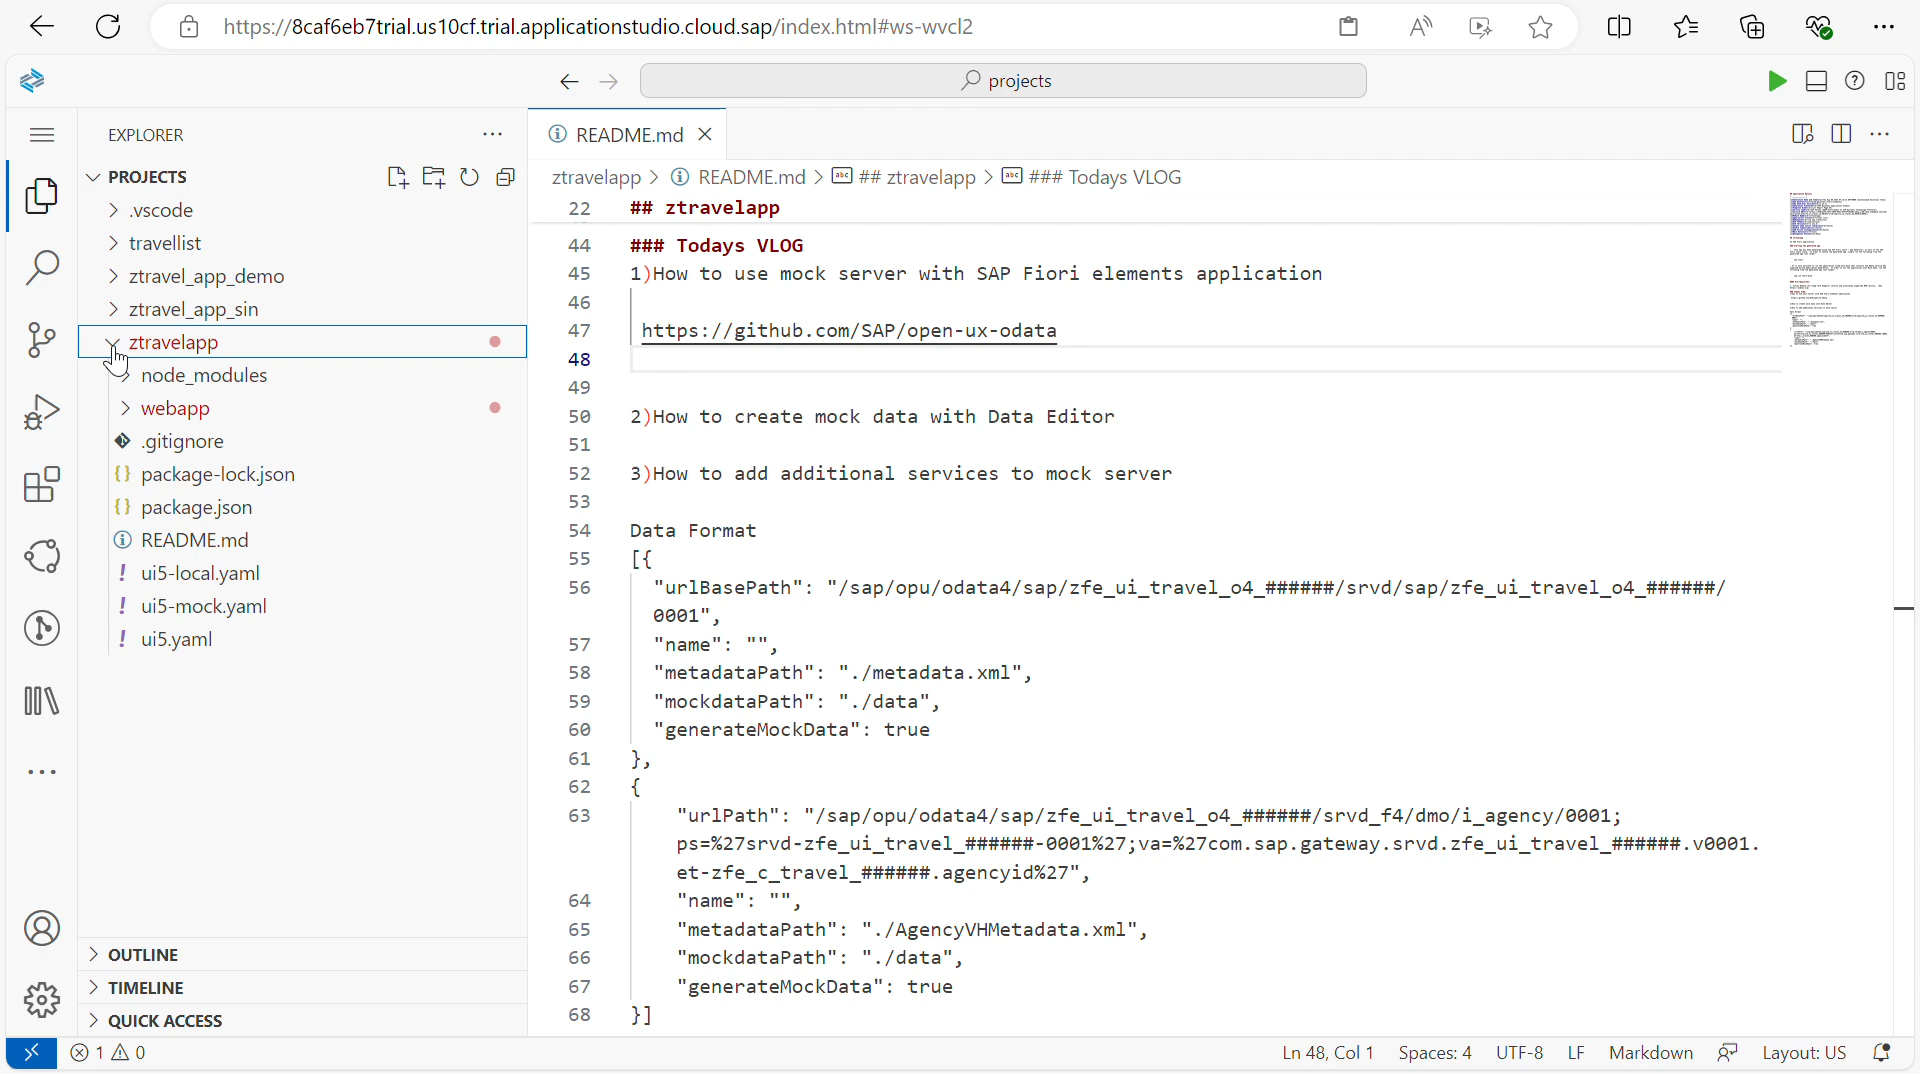 https://8caf6eb7trial.us10cf.trial.applicationstudio.cloud.sap/index.html#ws-wvcl2
projects
EXPLORER
PROJECTS
.vscode
travellist
ztravel_app_demo
ztravel_app_sin
ztravelapp
node_modules
webapp
.gitignore
package-lock.json
package.json
README.md
ui5-local.yaml
ui5-mock.yaml
ui5.yaml
OUTLINE
TIMELINE
QUICK ACCESS
README.md
ztravelapp > README.md > ## ztravelapp > ### Todays VLOG
22 ## ztravelapp
44 ### Todays VLOG
45 1)How to use mock server with SAP Fiori elements application
46
47 https://github.com/SAP/open-ux-odata
48
49
50 2)How to create mock data with Data Editor
51
52 3)How to add additional services to mock server
53
54 Data Format
55 [{
56 "urlBasePath": "/sap/opu/odata4/sap/zfe_ui_travel_o4_######/srvd/sap/zfe_ui_travel_o4_######/
0001",
57 "name": "",
58 "metadataPath": "./metadata.xml",
59 "mockdataPath": "./data",
60 "generateMockData": true
61 },
62 {
63 "urlPath": "/sap/opu/odata4/sap/zfe_ui_travel_o4_######/srvd_f4/dmo/i_agency/0001;
ps=%27srvd-zfe_ui_travel_######-0001%27;va=%27com.sap.gateway.srvd.zfe_ui_travel_######.v0001.
et-zfe_c_travel_######.agencyid%27",
64 "name": "",
65 "metadataPath": "./AgencyVHMetadata.xml",
66 "mockdataPath": "./data",
67 "generateMockData": true
68 }]
1 0
Ln 48, Col 1 Spaces: 4 UTF-8 LF Markdown Layout: US